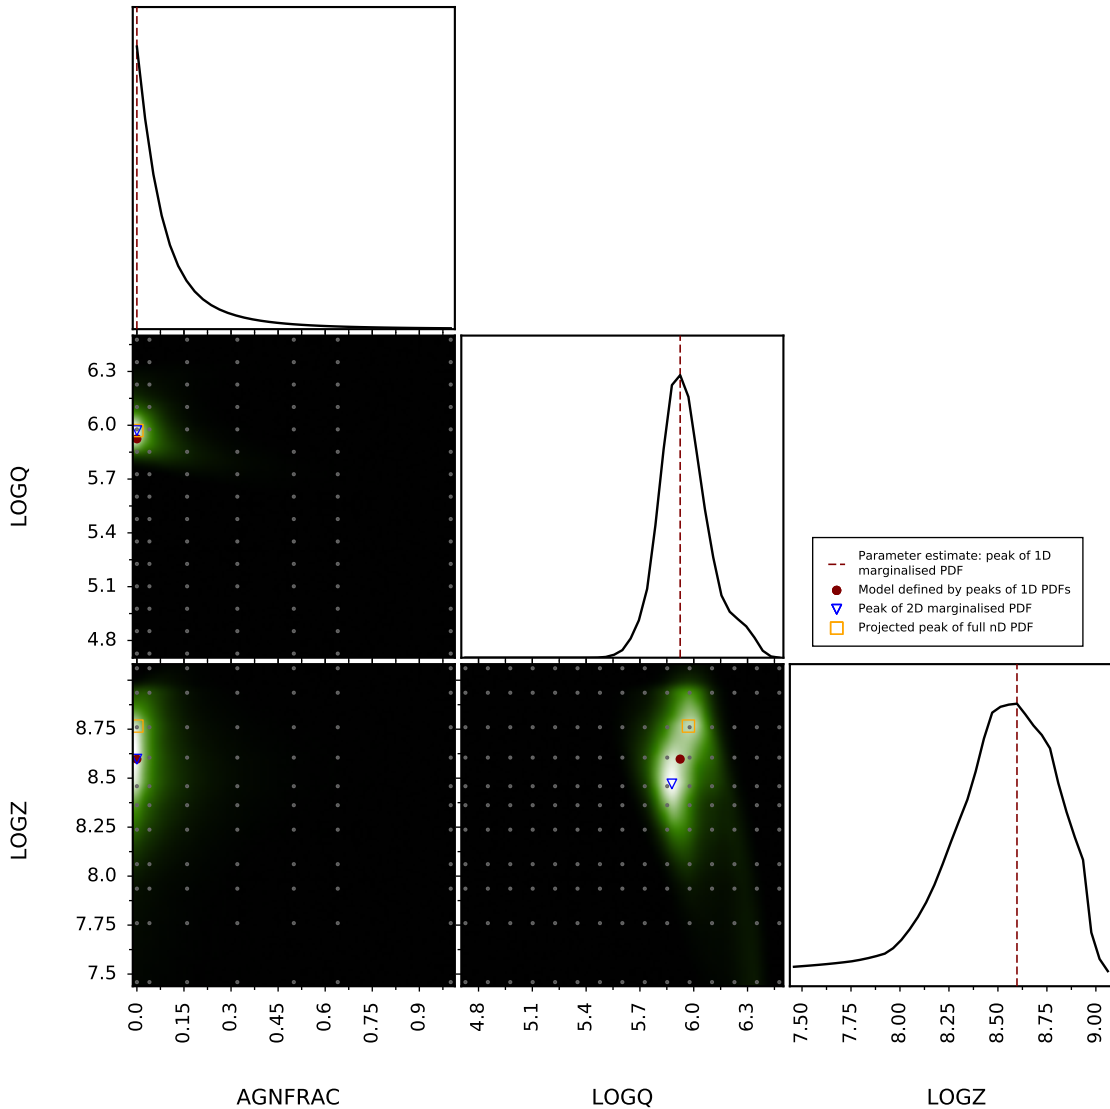 6.3
6.0
5.7
5.4
5.1
4.8
LOGQ
Parameter estimate: peak of 1D
marginalised PDF
Model defined by peaks of 1D PDFs
Peak of 2D marginalised PDF
Projected peak of full nD PDF
8.75
8.5
8.25
8.0
7.75
7.5
LOGZ
0.0 0.15 0.3 0.45 0.6 0.75 0.9
4.8 5.1 5.4 5.7 6.0 6.3
7.50 7.75 8.00 8.25 8.50 8.75 9.00
AGNFRAC LOGQ LOGZ